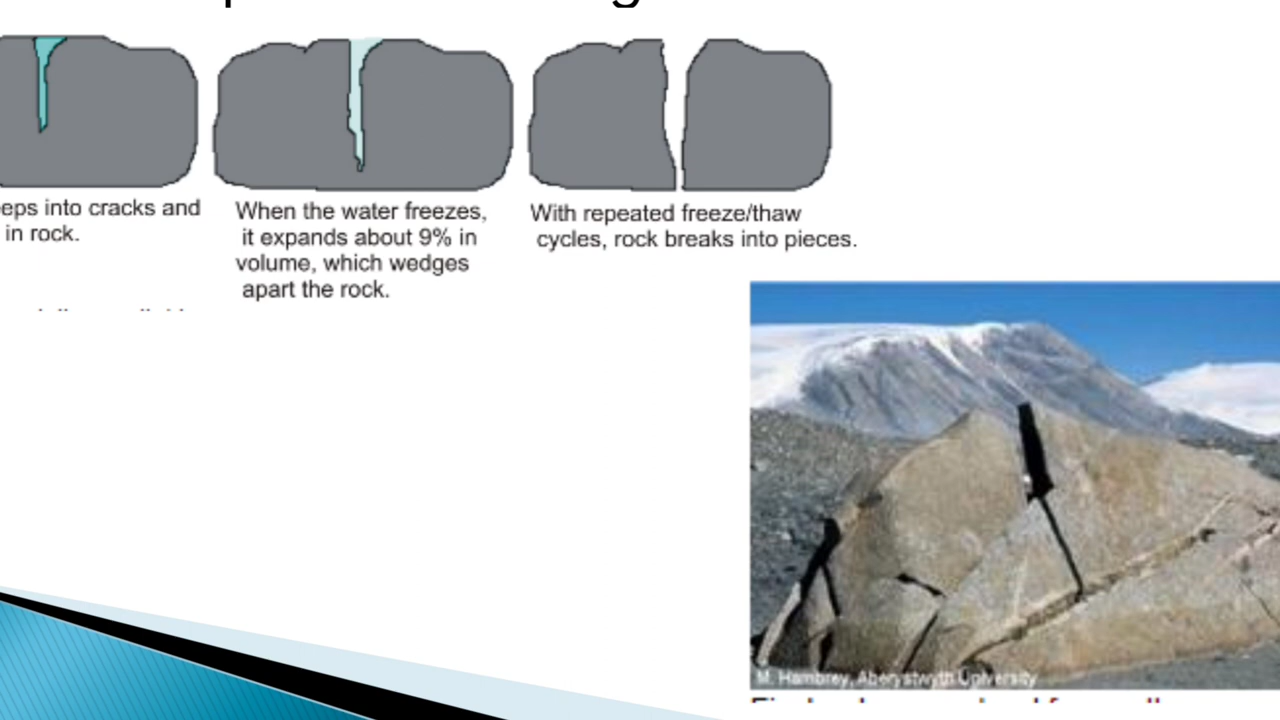 eeps into cracks and
in rock.
When the water freezes,
it expands about 9% in
volume, which wedges
apart the rock.
With repeated freeze/thaw
cycles, rock breaks into pieces.
M. Hambrey, Aberystwyth University